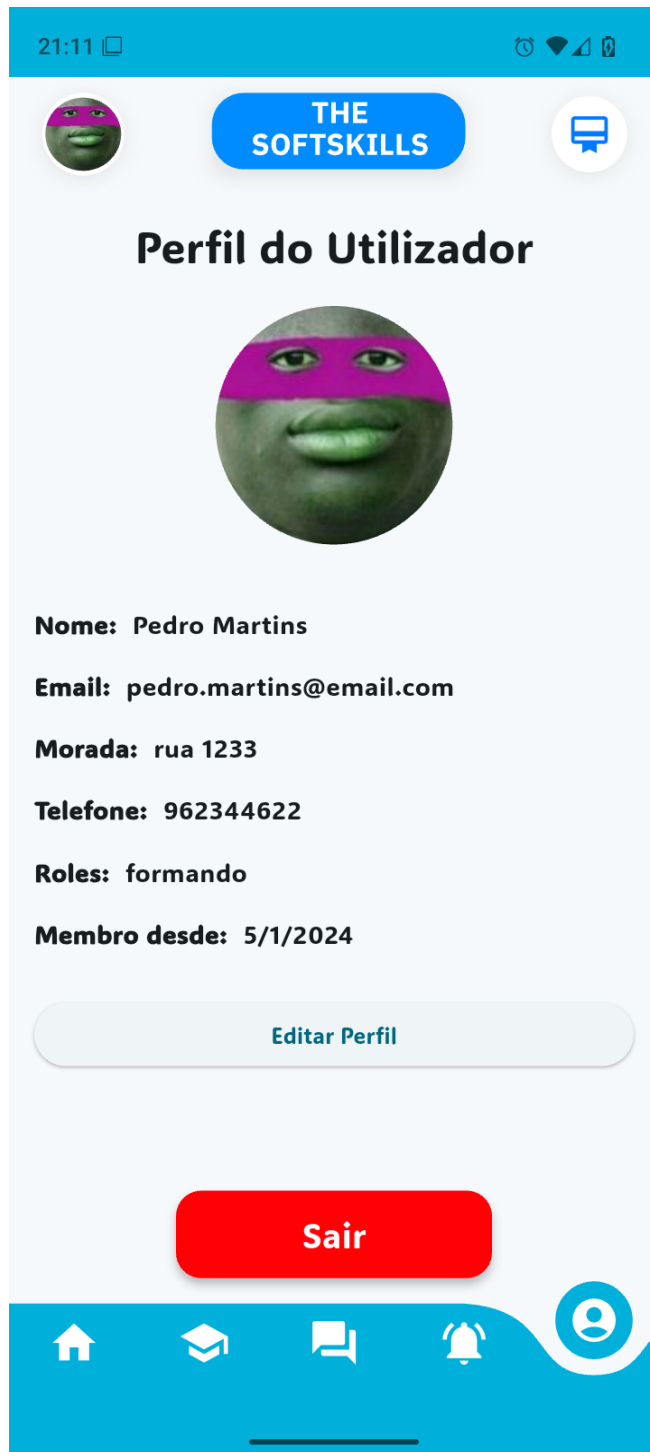 21:11
THE
SOFTSKILLS
Perfil do Utilizador
Nome: Pedro Martins
Email: pedro.martins@email.com
Morada: rua 1233
Telefone: 962344622
Roles: formando
Membro desde: 5/1/2024
Editar Perfil
Sair